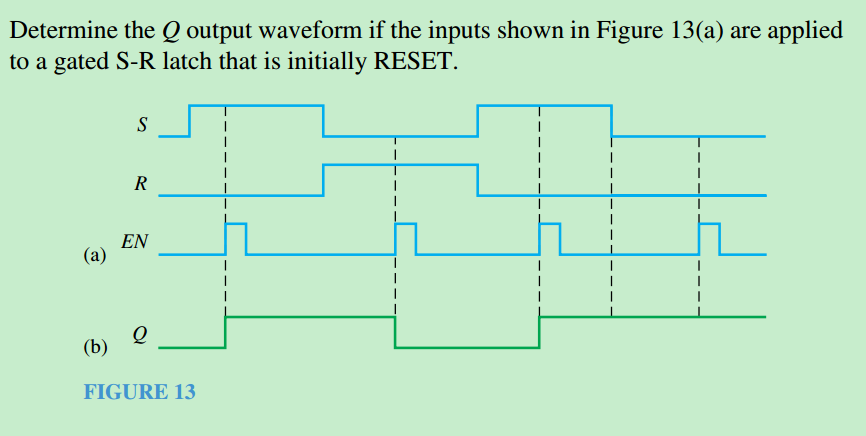 Determine the Q output waveform if the inputs shown in Figure 13(a) are applied
to a gated S-R latch that is initially RESET.
S
R
EN
(a)
Q
(b)
FIGURE 13